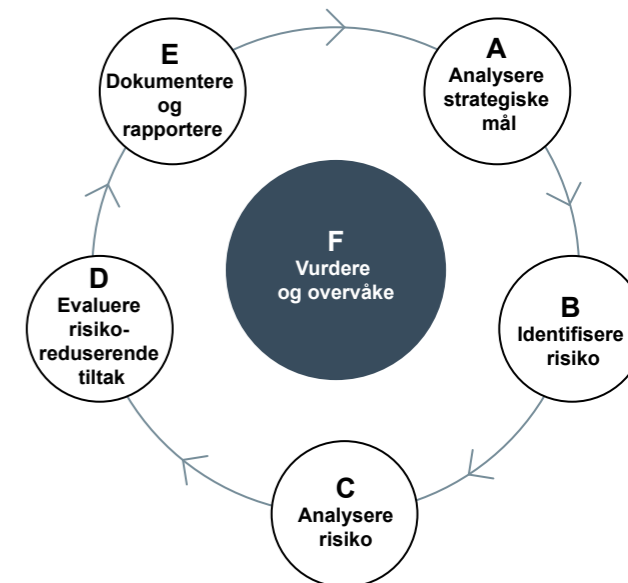 A
Analysere
strategiske
mål
B
Identifisere
risiko
C
Analysere
risiko
D
Evaluere
risiko-
reduserende
tiltak
E
Dokumentere
og
rapportere
F
Vurdere
og overvåke